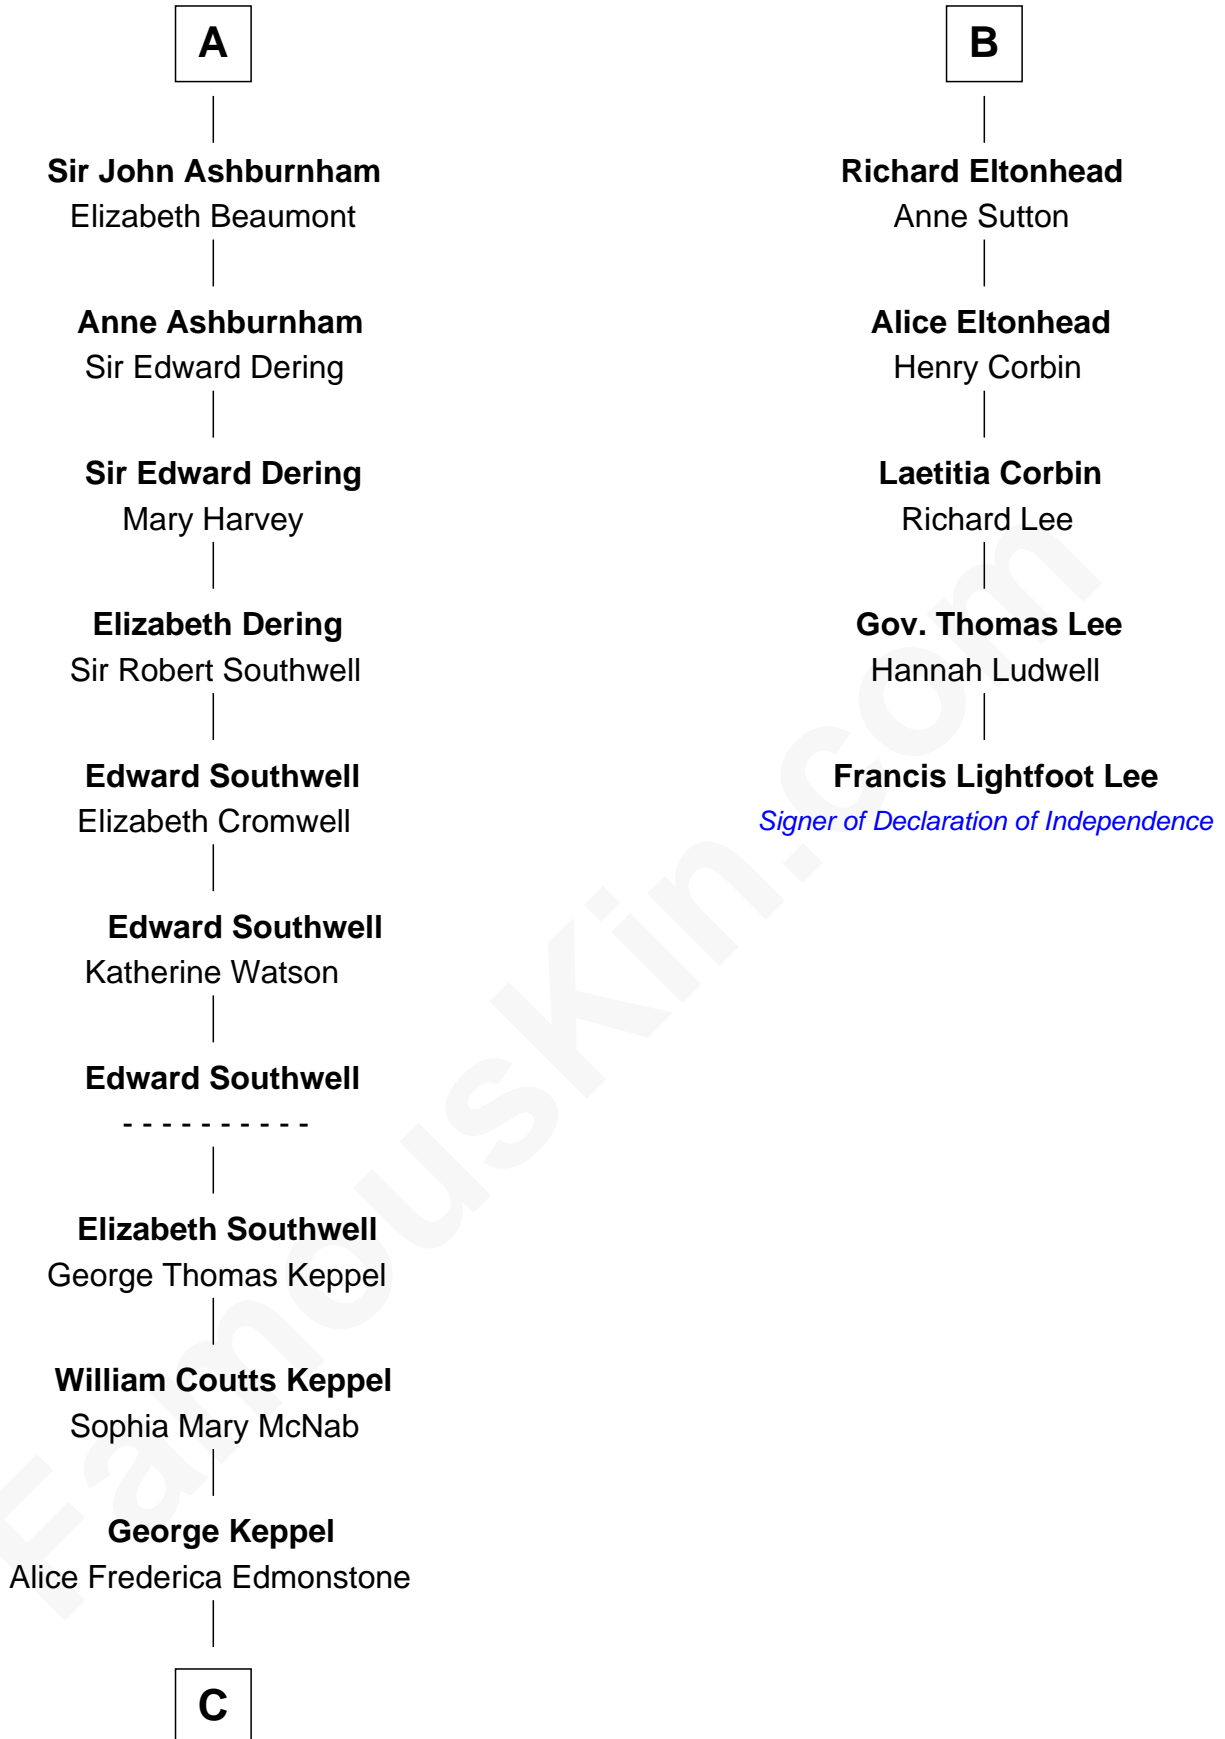 A
Sir John Ashburnham
Elizabeth Beaumont
Anne Ashburnham
Sir Edward Dering
Sir Edward Dering
Mary Harvey
Elizabeth Dering
Sir Robert Southwell
Edward Southwell
Elizabeth Cromwell
Edward Southwell
Katherine Watson
Edward Southwell
- - - - - - - - - -
Elizabeth Southwell
George Thomas Keppel
William Coutts Keppel
Sophia Mary McNab
George Keppel
Alice Frederica Edmonstone
C
B
Richard Eltonhead
Anne Sutton
Alice Eltonhead
Henry Corbin
Laetitia Corbin
Richard Lee
Gov. Thomas Lee
Hannah Ludwell
Francis Lightfoot Lee
Signer of Declaration of Independence
FamousKin.com